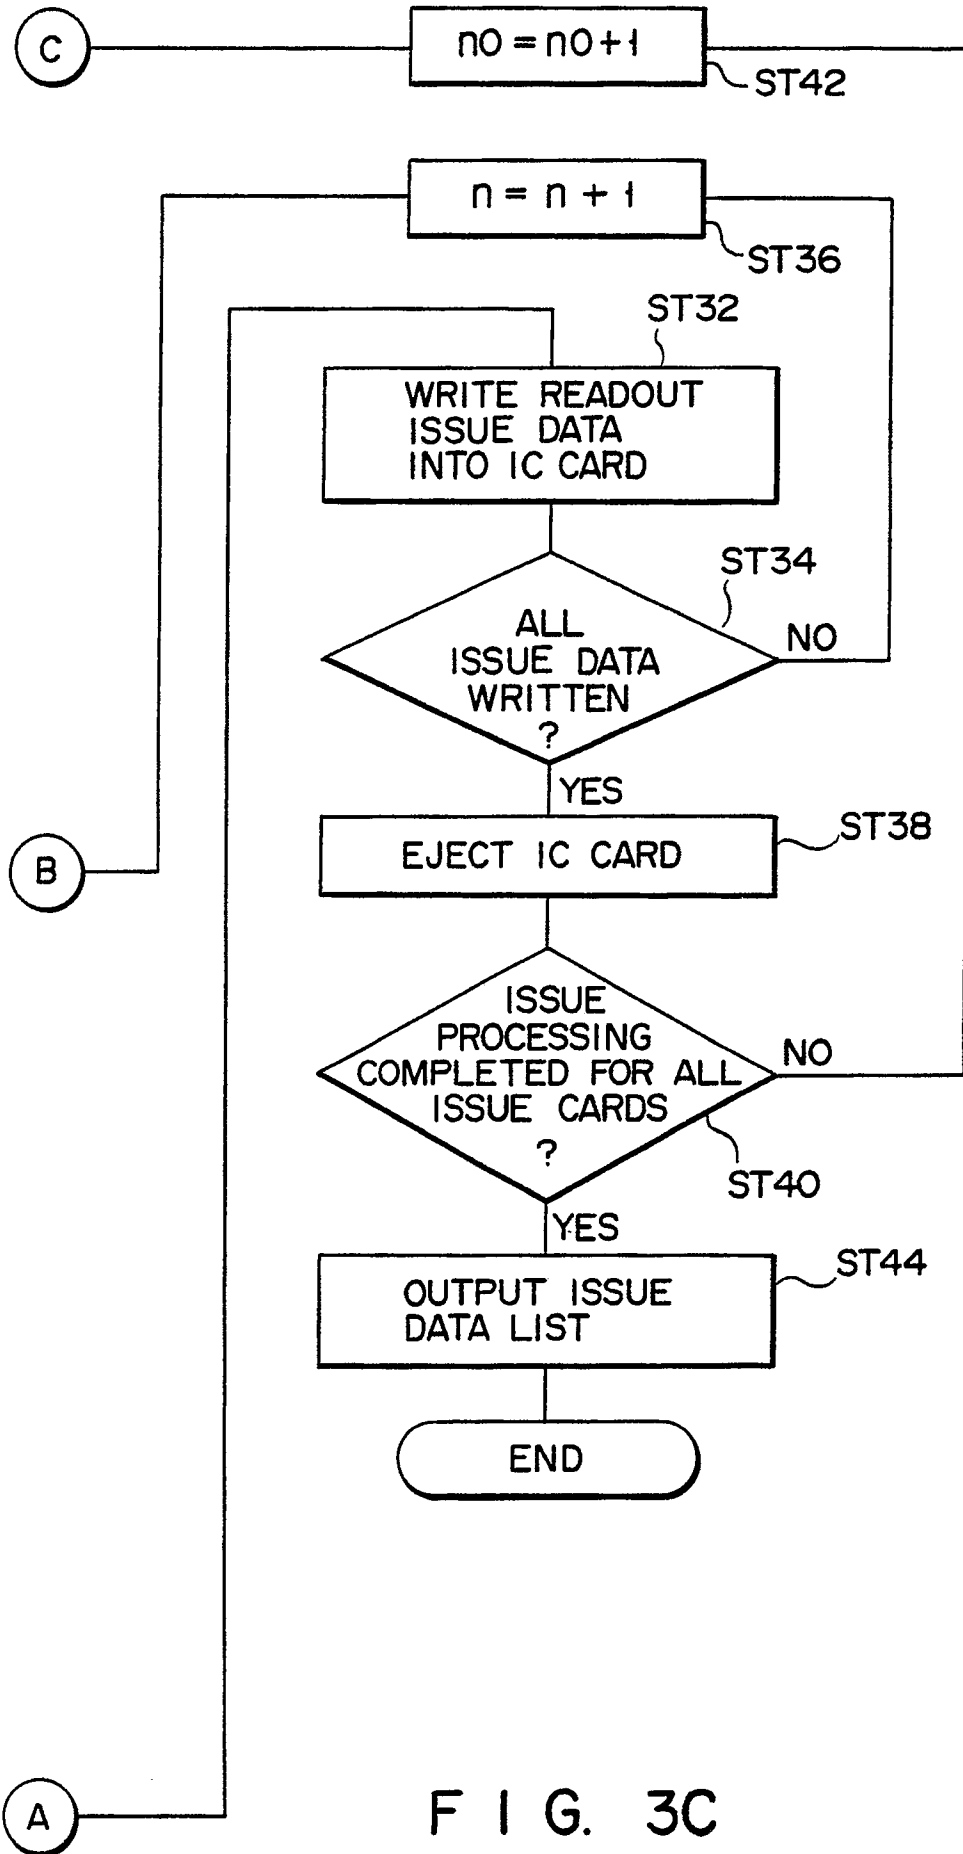 C
n0 = n0+1
ST42
n = n + 1
ST36
ST32
WRITE READOUT
ISSUE DATA
INTO IC CARD
ST34
ALL
ISSUE DATA
WRITTEN
?
NO
YES
ST38
B
EJECT IC CARD
ISSUE
PROCESSING
COMPLETED FOR ALL
ISSUE CARDS
?
NO
ST40
YES
ST44
OUTPUT ISSUE
DATA LIST
END
A
F I G. 3C